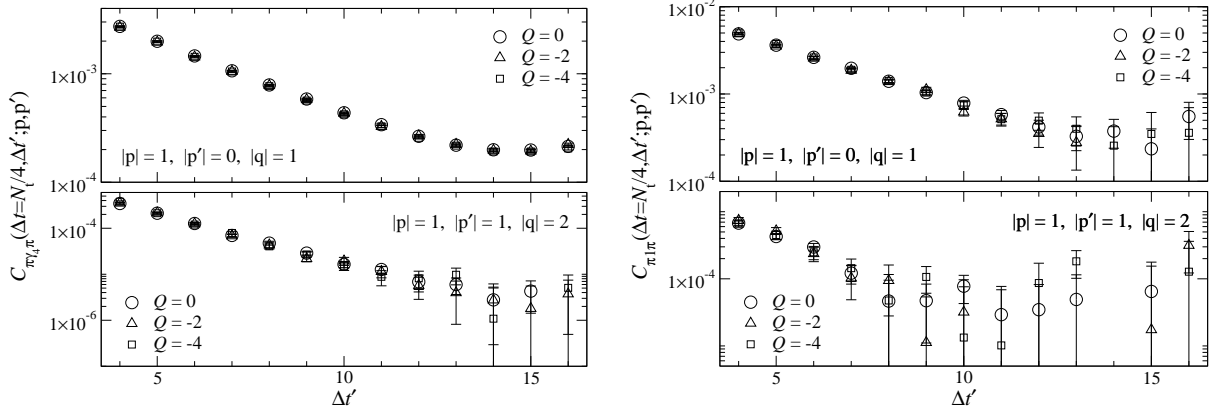 1×10⁻³
1×10⁻⁴
Q = 0
Q = -2
Q = -4
|p| = 1, |p′| = 0, |q| = 1
1×10⁻⁴
1×10⁻⁶
|p| = 1, |p′| = 1, |q| = 2
Q = 0
Q = -2
Q = -4
5 10 15
Δt′
C_{πγ₄π}(Δt=N_t/4,Δt′;p,p′)
1×10⁻²
1×10⁻³
1×10⁻⁴
Q = 0
Q = -2
Q = -4
|p| = 1, |p′| = 0, |q| = 1
1×10⁻⁴
|p| = 1, |p′| = 1, |q| = 2
Q = 0
Q = -2
Q = -4
5 10 15
Δt′
C_{π1π}(Δt=N_t/4,Δt′;p,p′)